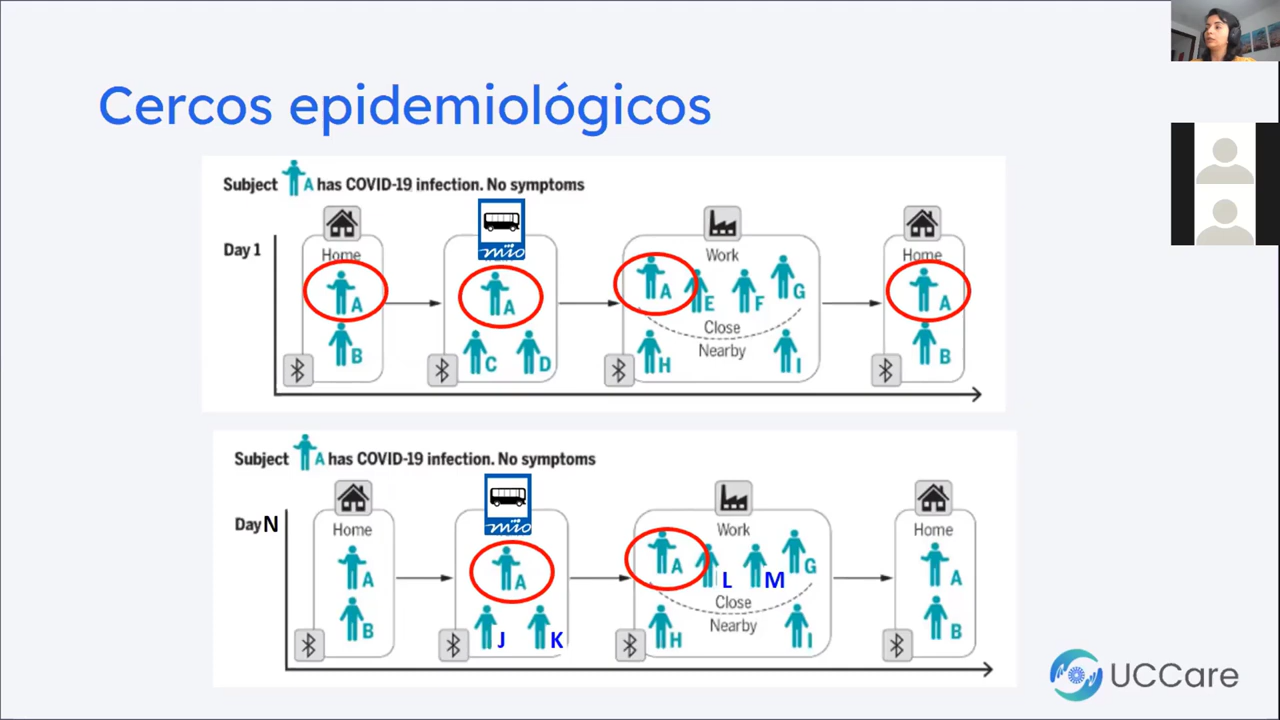 Cercos epidemiológicos
Subject A has COVID-19 infection. No symptoms
Day 1
Home
A
B
mio
A
C
D
Work
A
E
F
G
Close
Nearby
H
I
Home
A
B
Subject A has COVID-19 infection. No symptoms
Day N
Home
A
B
mio
A
J
K
Work
A
L
M
G
Close
Nearby
H
I
Home
A
B
UCCare